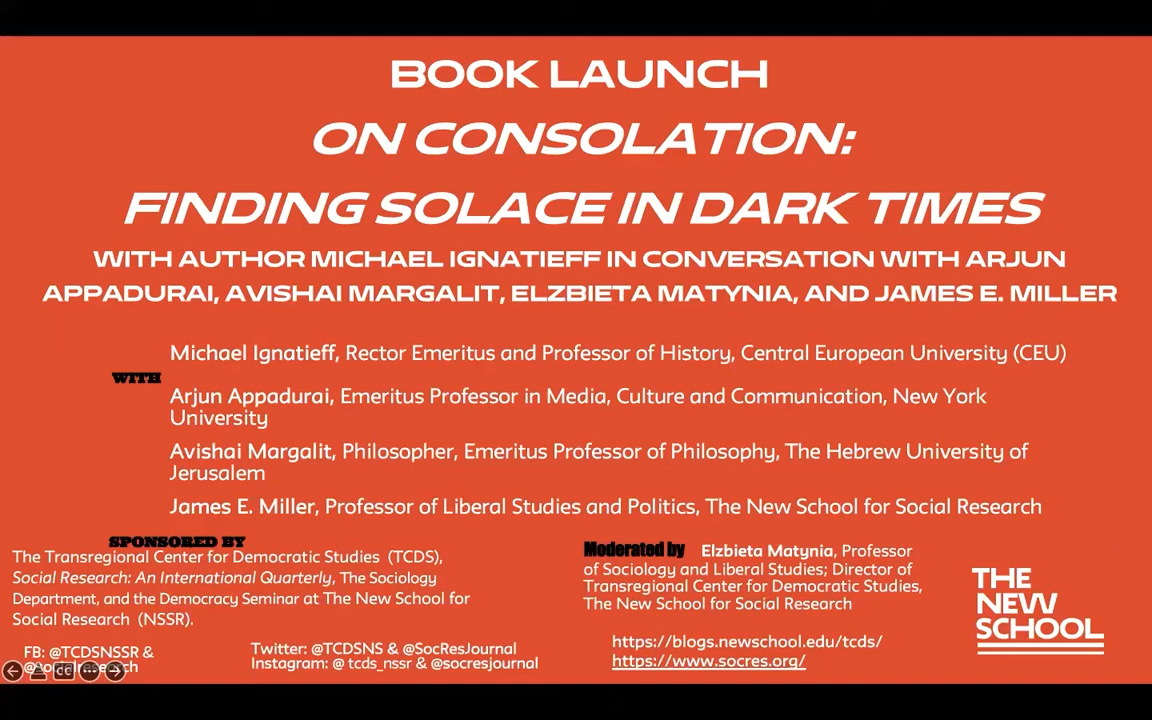 BOOK LAUNCH
ON CONSOLATION:
FINDING SOLACE IN DARK TIMES
WITH AUTHOR MICHAEL IGNATIEFF IN CONVERSATION WITH ARJUN
APPADURAI, AVISHAI MARGALIT, ELZBIETA MATYNIA, AND JAMES E. MILLER
Michael Ignatieff, Rector Emeritus and Professor of History, Central European University (CEU)
WITH
Arjun Appadurai, Emeritus Professor in Media, Culture and Communication, New York
University
Avishai Margalit, Philosopher, Emeritus Professor of Philosophy, The Hebrew University of
Jerusalem
James E. Miller, Professor of Liberal Studies and Politics, The New School for Social Research
SPONSORED BY
The Transregional Center for Democratic Studies (TCDS),
Social Research: An International Quarterly, The Sociology
Department, and the Democracy Seminar at The New School for
Social Research (NSSR).
FB: @TCDSNSSR &
Twitter: @TCDSNS & @SocResJournal
Instagram: @ tcds_nssr & @socresjournal
Moderated by Elzbieta Matynia, Professor
of Sociology and Liberal Studies; Director of
Transregional Center for Democratic Studies,
The New School for Social Research
https://blogs.newschool.edu/tcds/
https://www.socres.org/
THE
NEW
SCHOOL